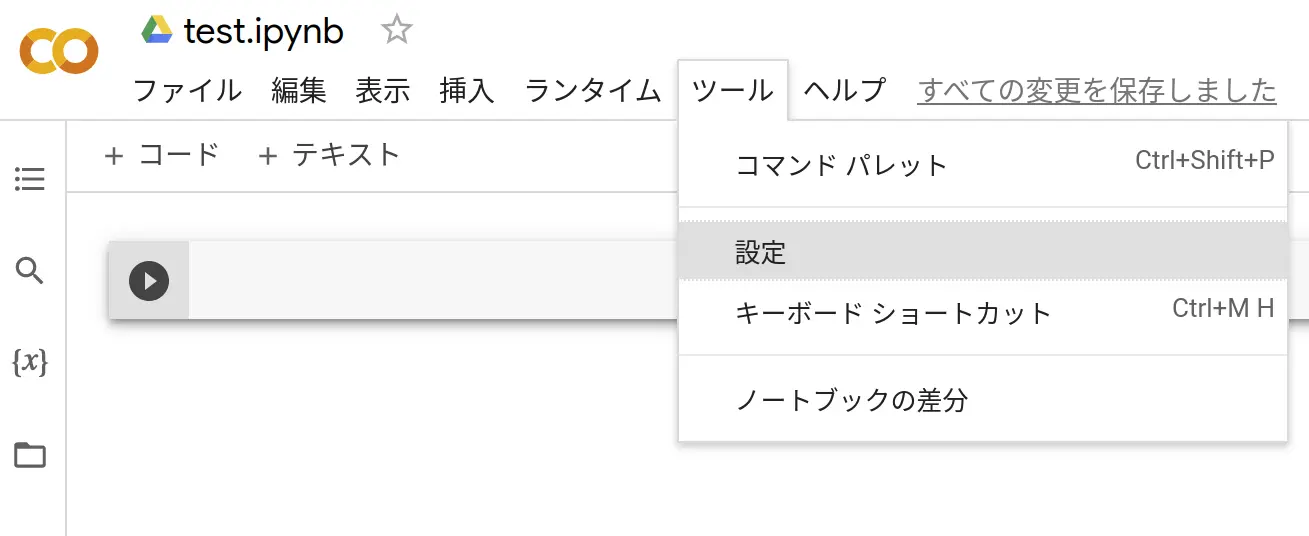 test.ipynb
ファイル 編集 表示 挿入 ランタイム ツール ヘルプ すべての変更を保存しました
+ コード + テキスト
コマンド パレット Ctrl+Shift+P
設定
キーボード ショートカット Ctrl+M H
{x}
ノートブックの差分